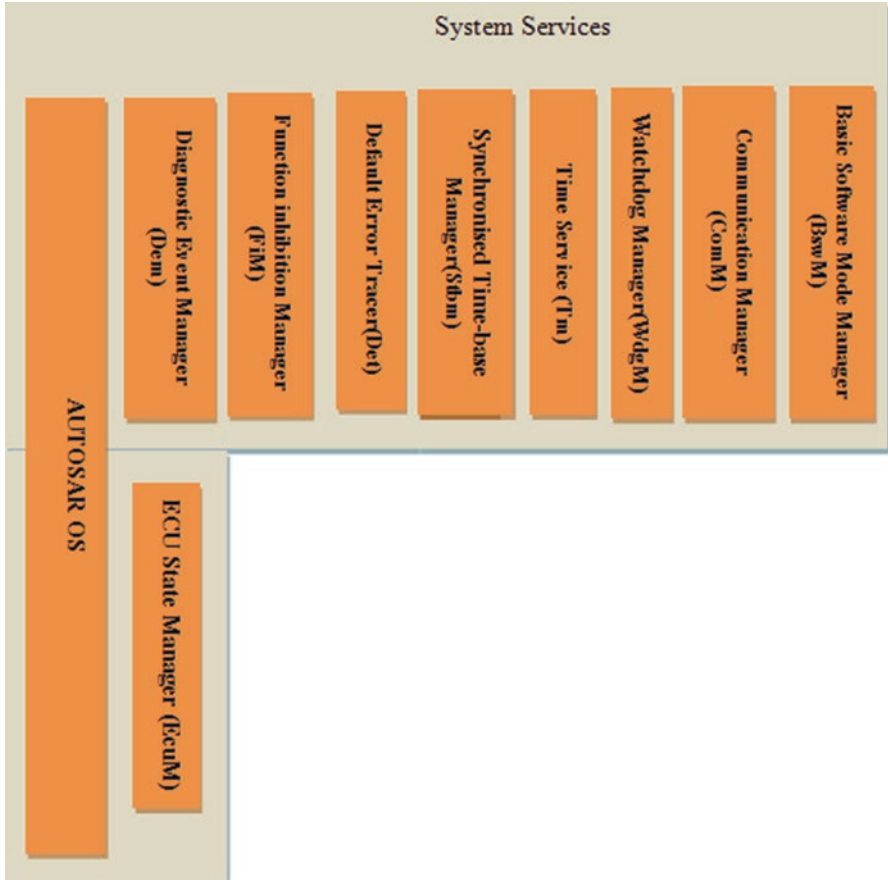 System Services
AUTOSAR OS
Diagnostic Event Manager
(Dem)
Function inhibition Manager
(FiM)
Default Error Tracer(Det)
Synchronised Time-base
Manager(Stbm)
Time Service (Tm)
Watchdog Manager(WdgM)
Communication Manager
(ComM)
Basic Software Mode Manager
(BswM)
ECU State Manager (EcuM)